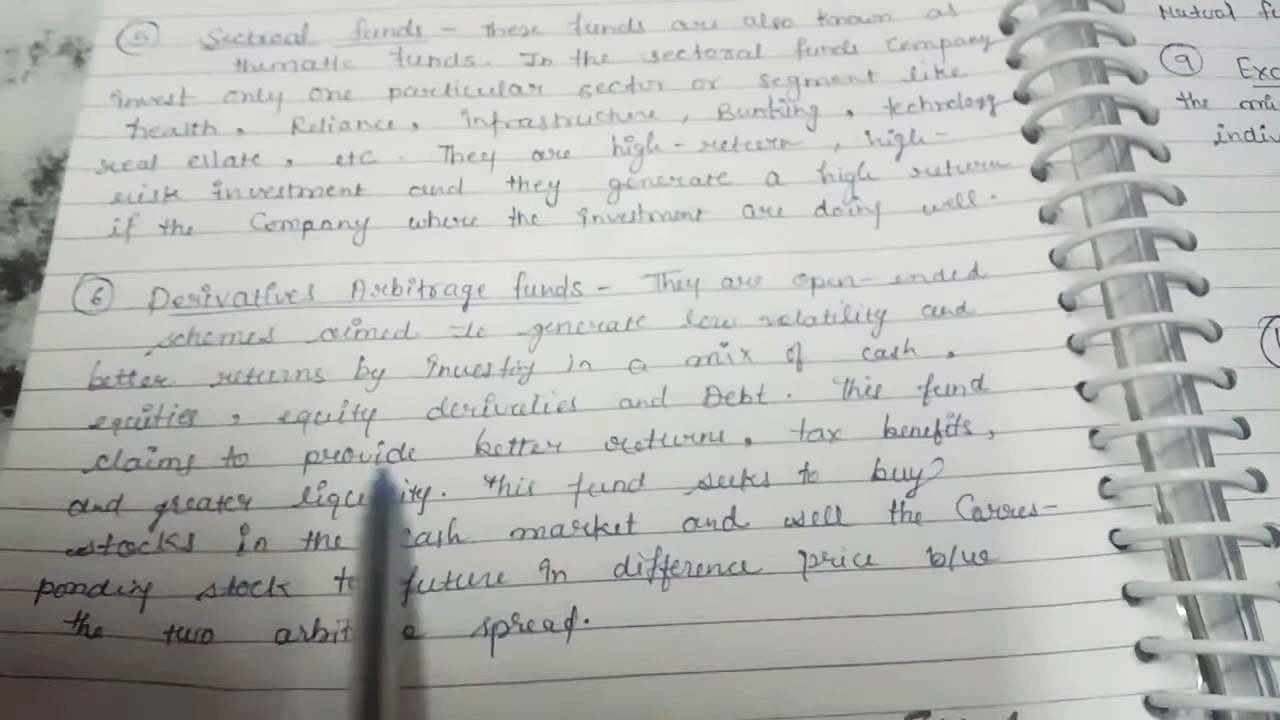 (5) Sectroal funds - these funds are also known as
thematic funds. In the sectoral funds Company
invest only one particular sector or segment like
health, Reliance, infrastructure, Banking, technology
real estate, etc. They are high-return, high-
risk investment and they generate a high return
if the Company where the investment are doing well.
(6) Derivatives Arbitrage funds - They are open-ended
schemes aimed to generate low volatility and
better returns by investing in a mix of cash,
equities, equity derivaties and Debt. This fund
claims to provide better returns, tax benefits,
and greater liquidity. This fund seeks to buy
stocks in the cash market and sell the Corres-
ponding stock to future in difference price b/w
the two spread.
Mutual
(9)
the